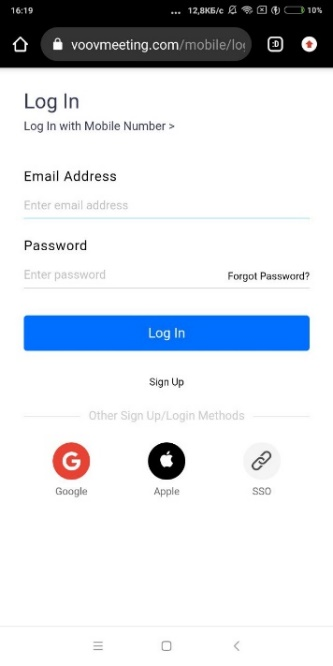 16:19
... 12,8КБ/с 10%
voovmeeting.com/mobile/log
:D
Log In
Log In with Mobile Number >
Email Address
Enter email address
Password
Enter password Forgot Password?
Log In
Sign Up
Other Sign Up/Login Methods
G
Google Apple SSO